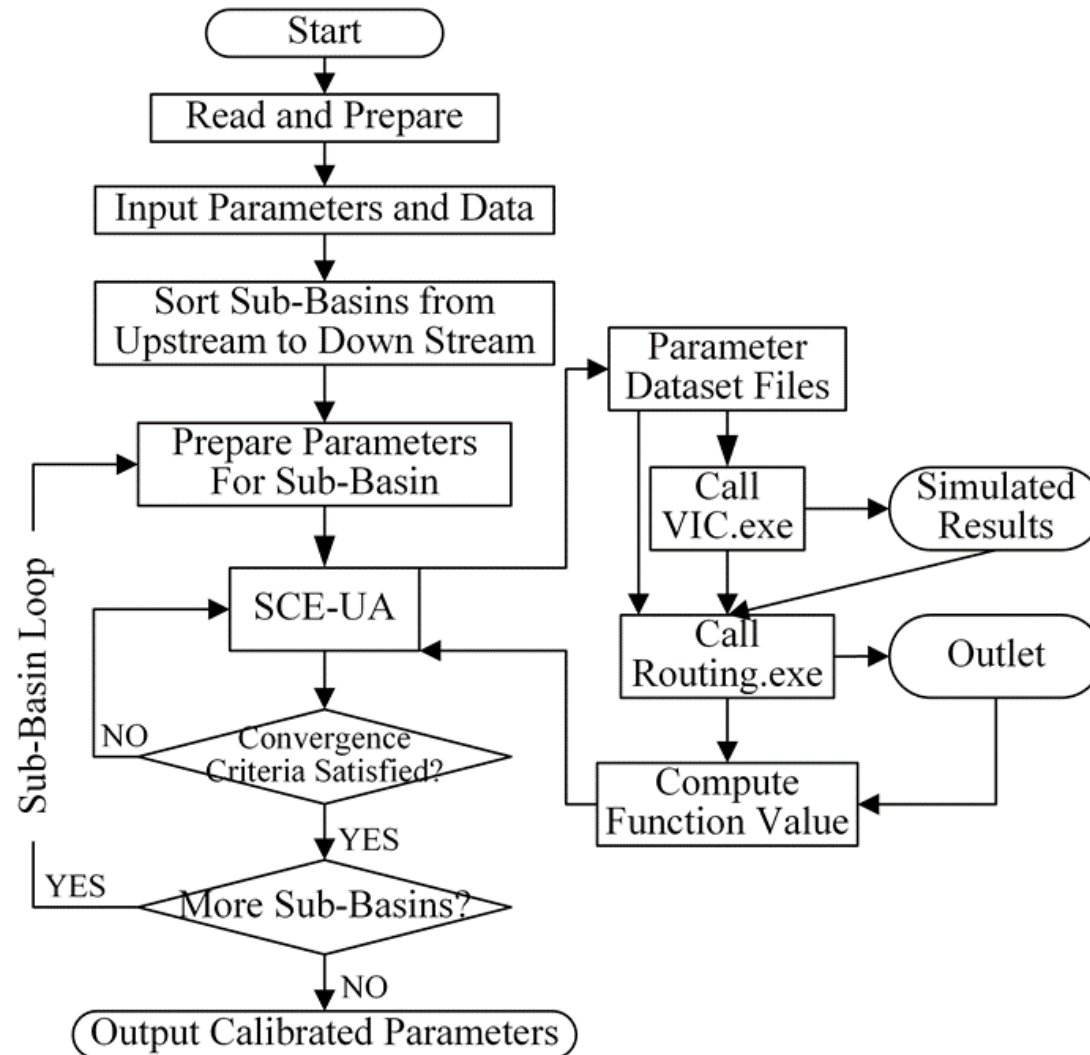 Start
Read and Prepare
Input Parameters and Data
Sort Sub-Basins from
Upstream to Down Stream
Prepare Parameters
For Sub-Basin
SCE-UA
Convergence
Criteria Satisfied?
NO
YES
More Sub-Basins?
YES
NO
Output Calibrated Parameters
Sub-Basin Loop
Parameter
Dataset Files
Call
VIC.exe
Simulated
Results
Call
Routing.exe
Outlet
Compute
Function Value